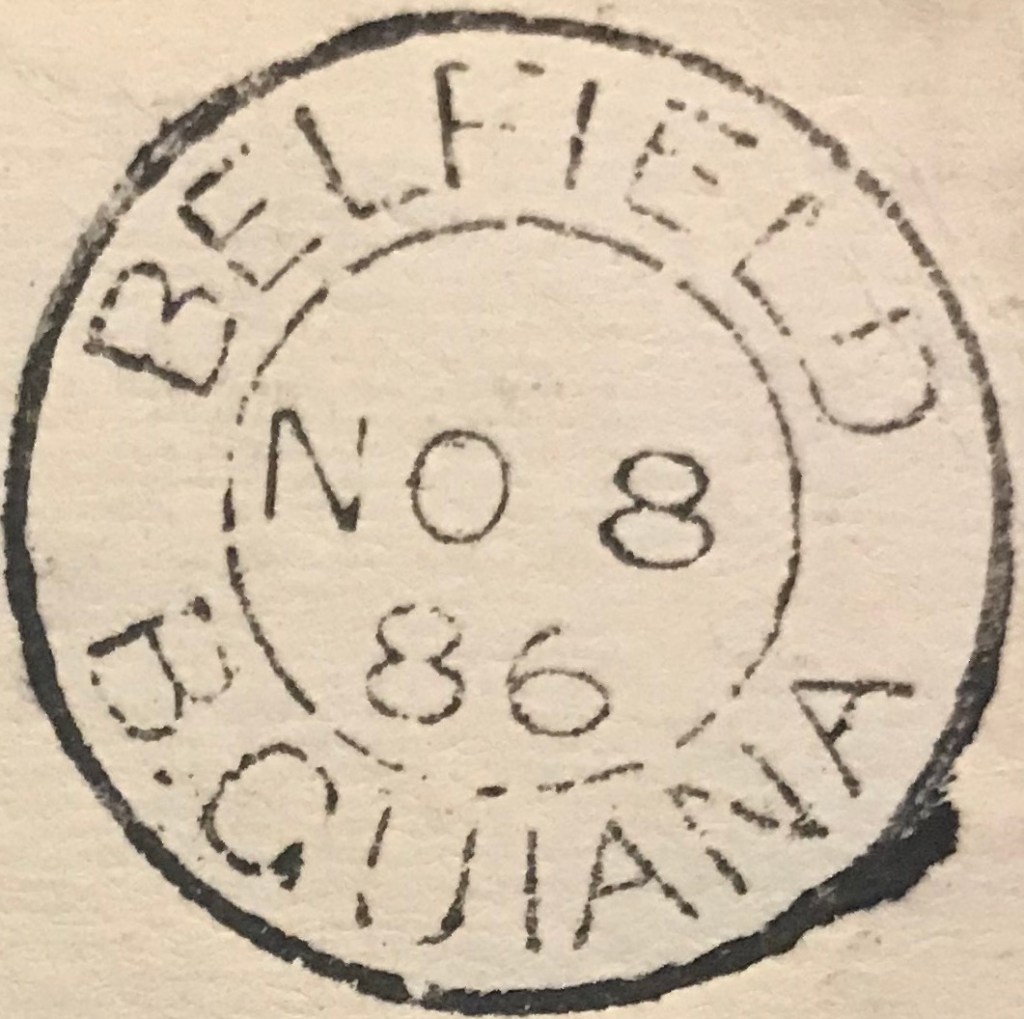 BELFIELD
NO 8
86
B. GUIANA